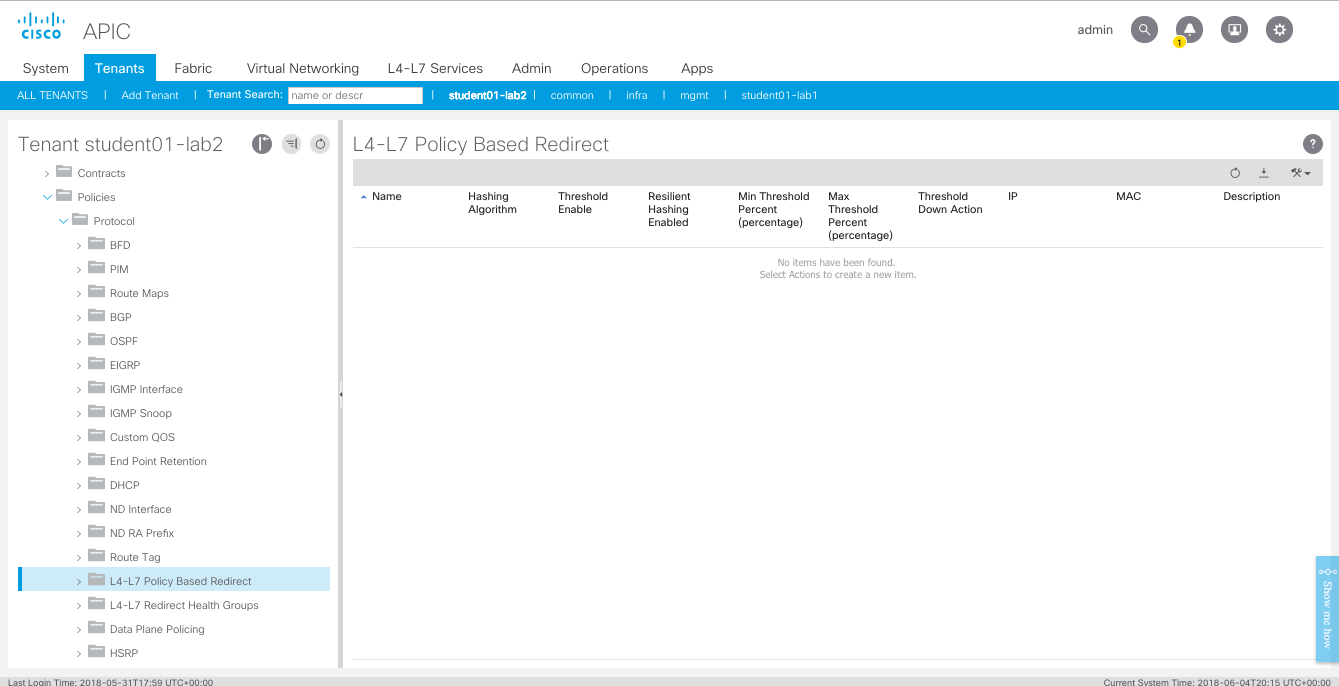 cisco APIC
admin
1
System Tenants Fabric Virtual Networking L4-L7 Services Admin Operations Apps
ALL TENANTS | Add Tenant | Tenant Search: name or descr | student01-lab2 | common | infra | mgmt | student01-lab1
Tenant student01-lab2
Contracts
Policies
Protocol
BFD
PIM
Route Maps
BGP
OSPF
EIGRP
IGMP Interface
IGMP Snoop
Custom QOS
End Point Retention
DHCP
ND Interface
ND RA Prefix
Route Tag
L4-L7 Policy Based Redirect
L4-L7 Redirect Health Groups
Data Plane Policing
HSRP
L4-L7 Policy Based Redirect
?
Name
Hashing
Algorithm
Threshold
Enable
Resilient
Hashing
Enabled
Min Threshold
Percent
(percentage)
Max
Threshold
Percent
(percentage)
Threshold
Down Action
IP
MAC
Description
No items have been found.
Select Actions to create a new item.
Show me how
Last Login Time: 2018-05-31T17:59 UTC+00:00
Current System Time: 2018-06-04T20:15 UTC+00:00